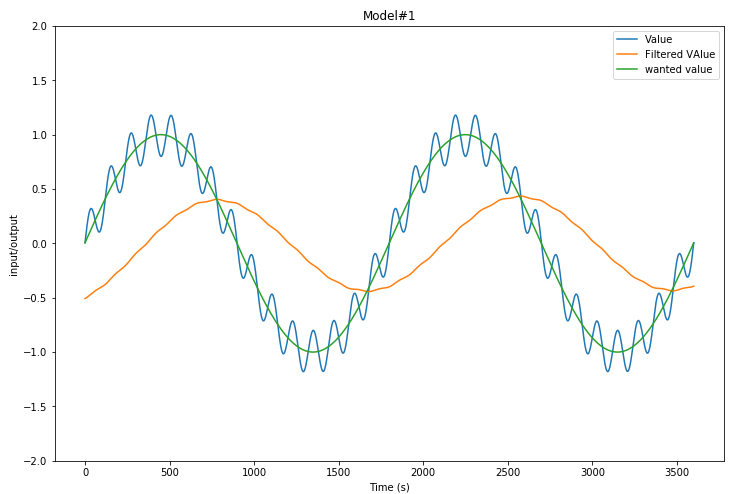 Model#1
Value
Filtered VAlue
wanted value
2.0
1.5
1.0
0.5
0.0
−0.5
−1.0
−1.5
−2.0
input/output
0 500 1000 1500 2000 2500 3000 3500
Time (s)